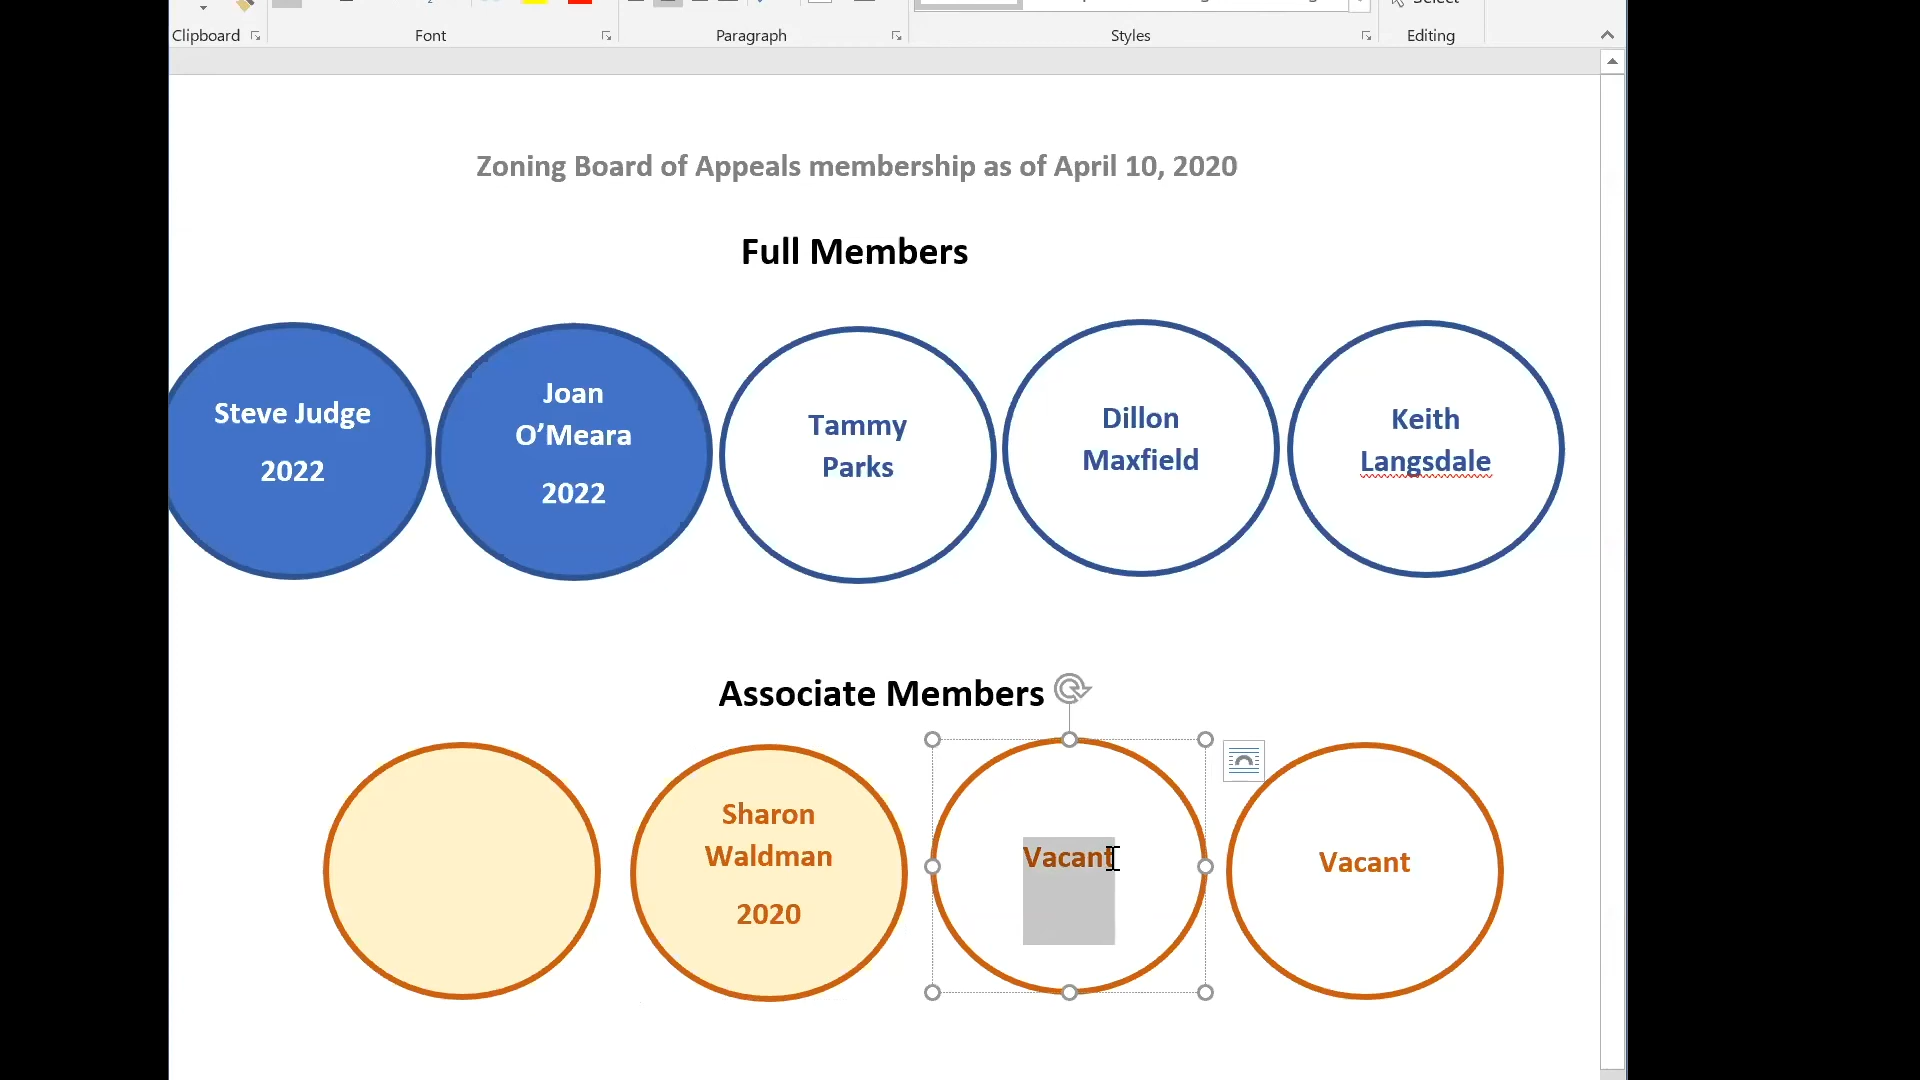 Select
Clipboard
Font
Paragraph
Styles
Editing
Zoning Board of Appeals membership as of April 10, 2020
Full Members
Steve Judge
2022
Joan
O’Meara
2022
Tammy
Parks
Dillon
Maxfield
Keith
Langsdale
Associate Members
Sharon
Waldman
2020
Vacant
Vacant